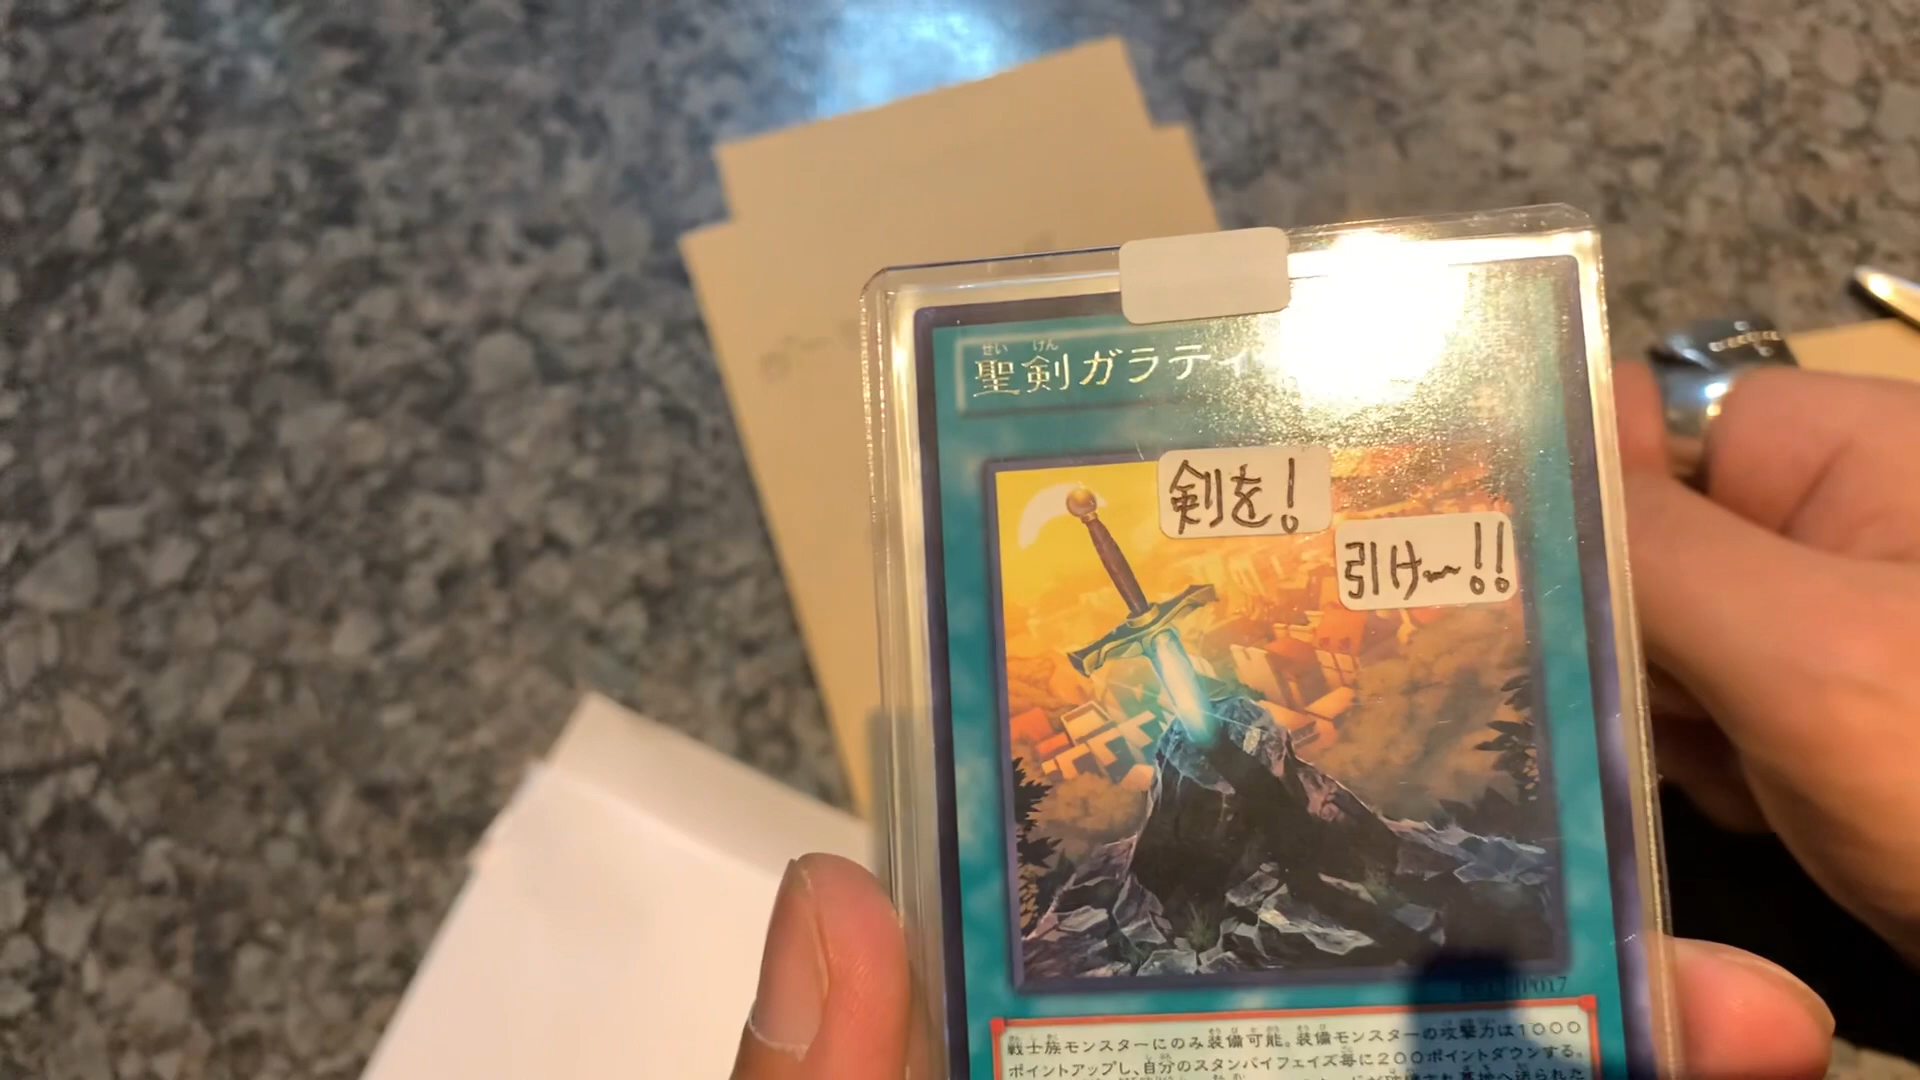 せい けん
聖剣ガラティ
剣を!
引け〜!!
JP017
戦士族モンスターにのみ装備可能。装備モンスターの攻撃力は1000
ポイントアップし、自分のスタンバイフェイズ毎に200ポイントダウンする。